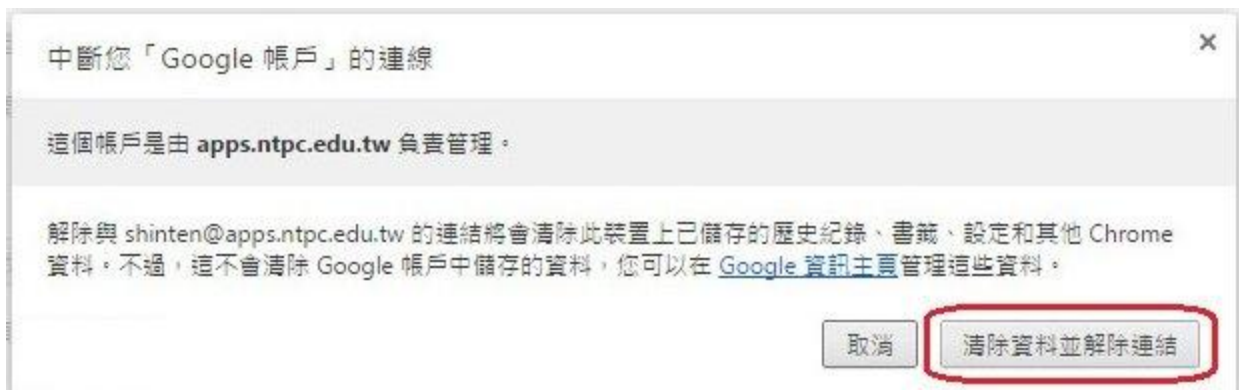 中斷您「Google 帳戶」的連線
×
這個帳戶是由 apps.ntpc.edu.tw 負責管理。
解除與 shinten@apps.ntpc.edu.tw 的連結將會清除此裝置上已儲存的歷史紀錄、書籤、設定和其他 Chrome
資料。不過，這不會清除 Google 帳戶中儲存的資料，您可以在 Google 資訊主頁管理這些資料。
取消 清除資料並解除連結